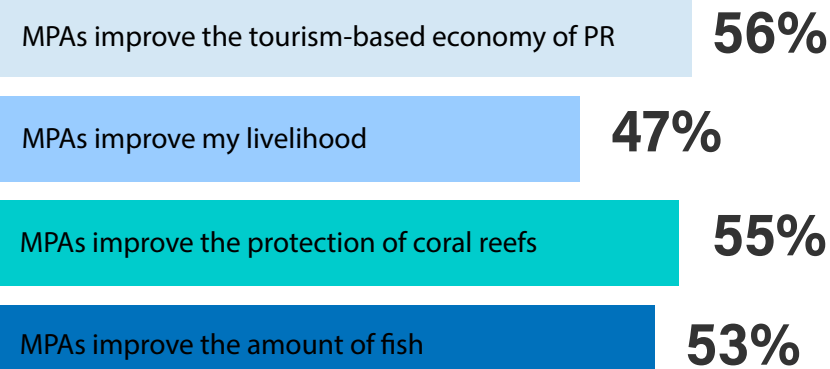 MPAs improve the tourism-based economy of PR 56%
MPAs improve my livelihood 47%
MPAs improve the protection of coral reefs 55%
MPAs improve the amount of fish 53%